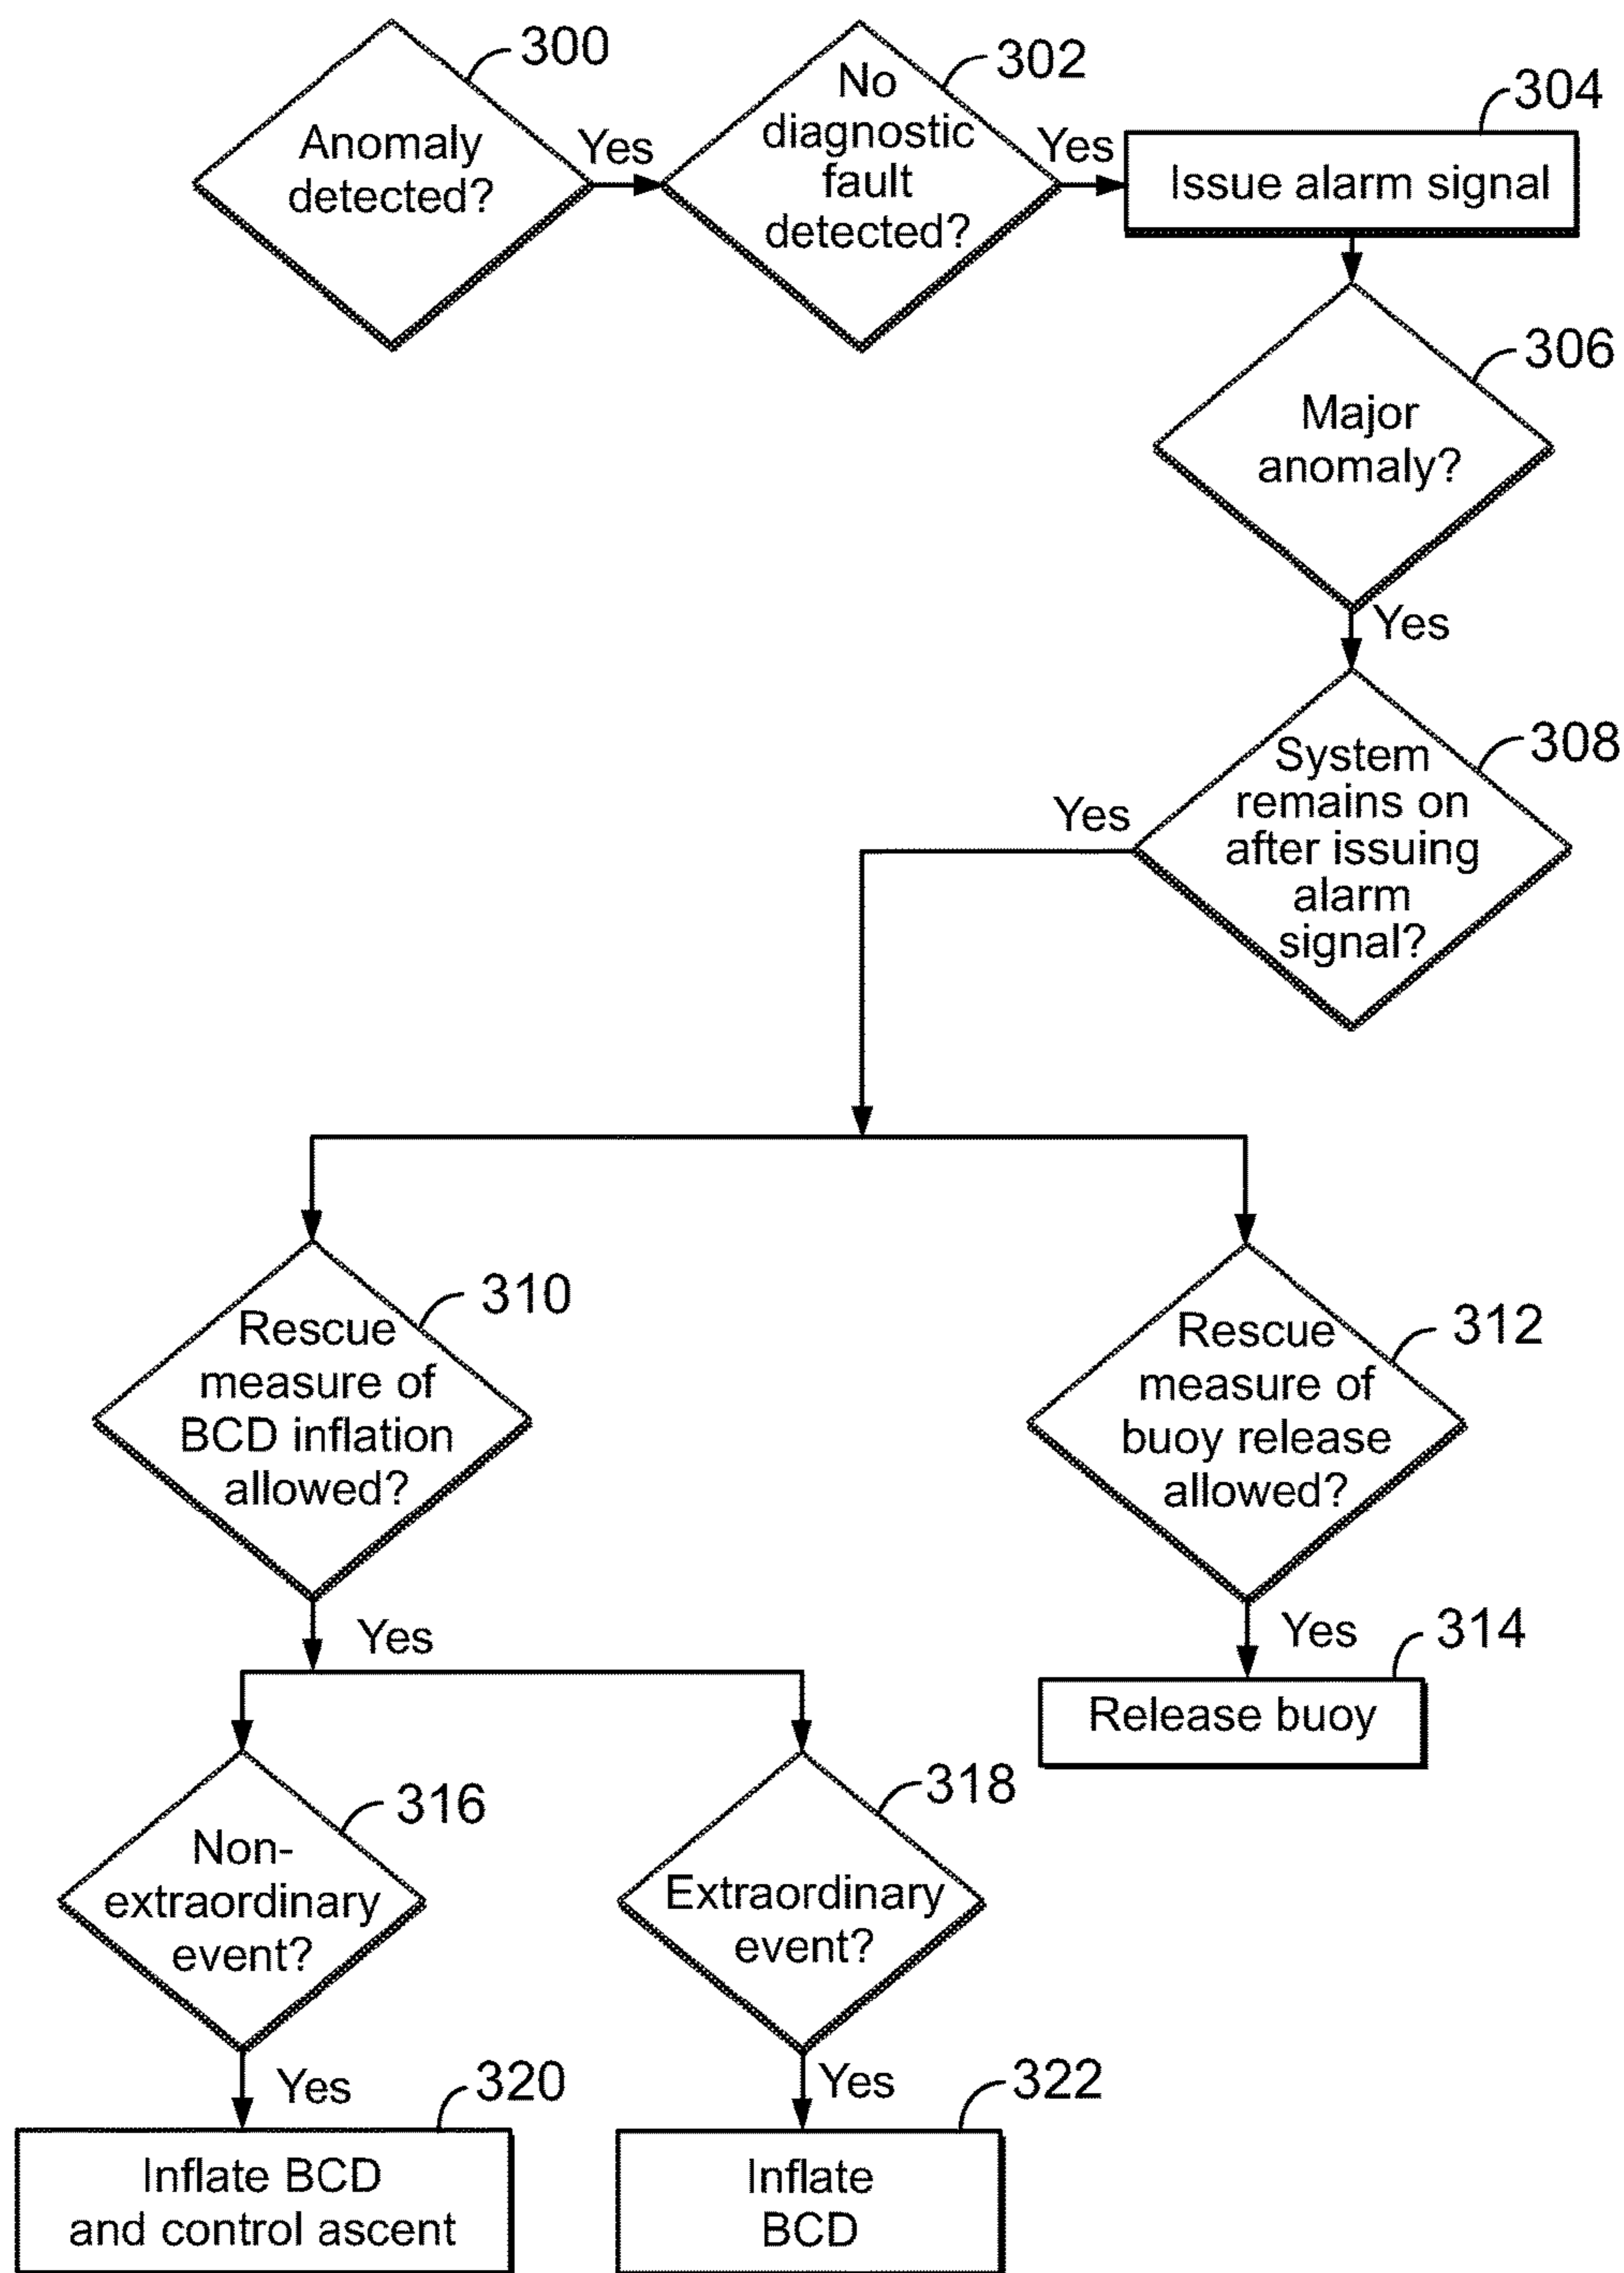 300
Anomaly
detected?
Yes
302
No
diagnostic
fault
detected?
Yes
304
Issue alarm signal
306
Major
anomaly?
Yes
308
System
remains on
after issuing
alarm
signal?
Yes
310
Rescue
measure of
BCD inflation
allowed?
Yes
312
Rescue
measure of
buoy release
allowed?
Yes
314
Release buoy
316
Non-
extraordinary
event?
Yes
318
Extraordinary
event?
Yes
320
Inflate BCD
and control ascent
322
Inflate
BCD